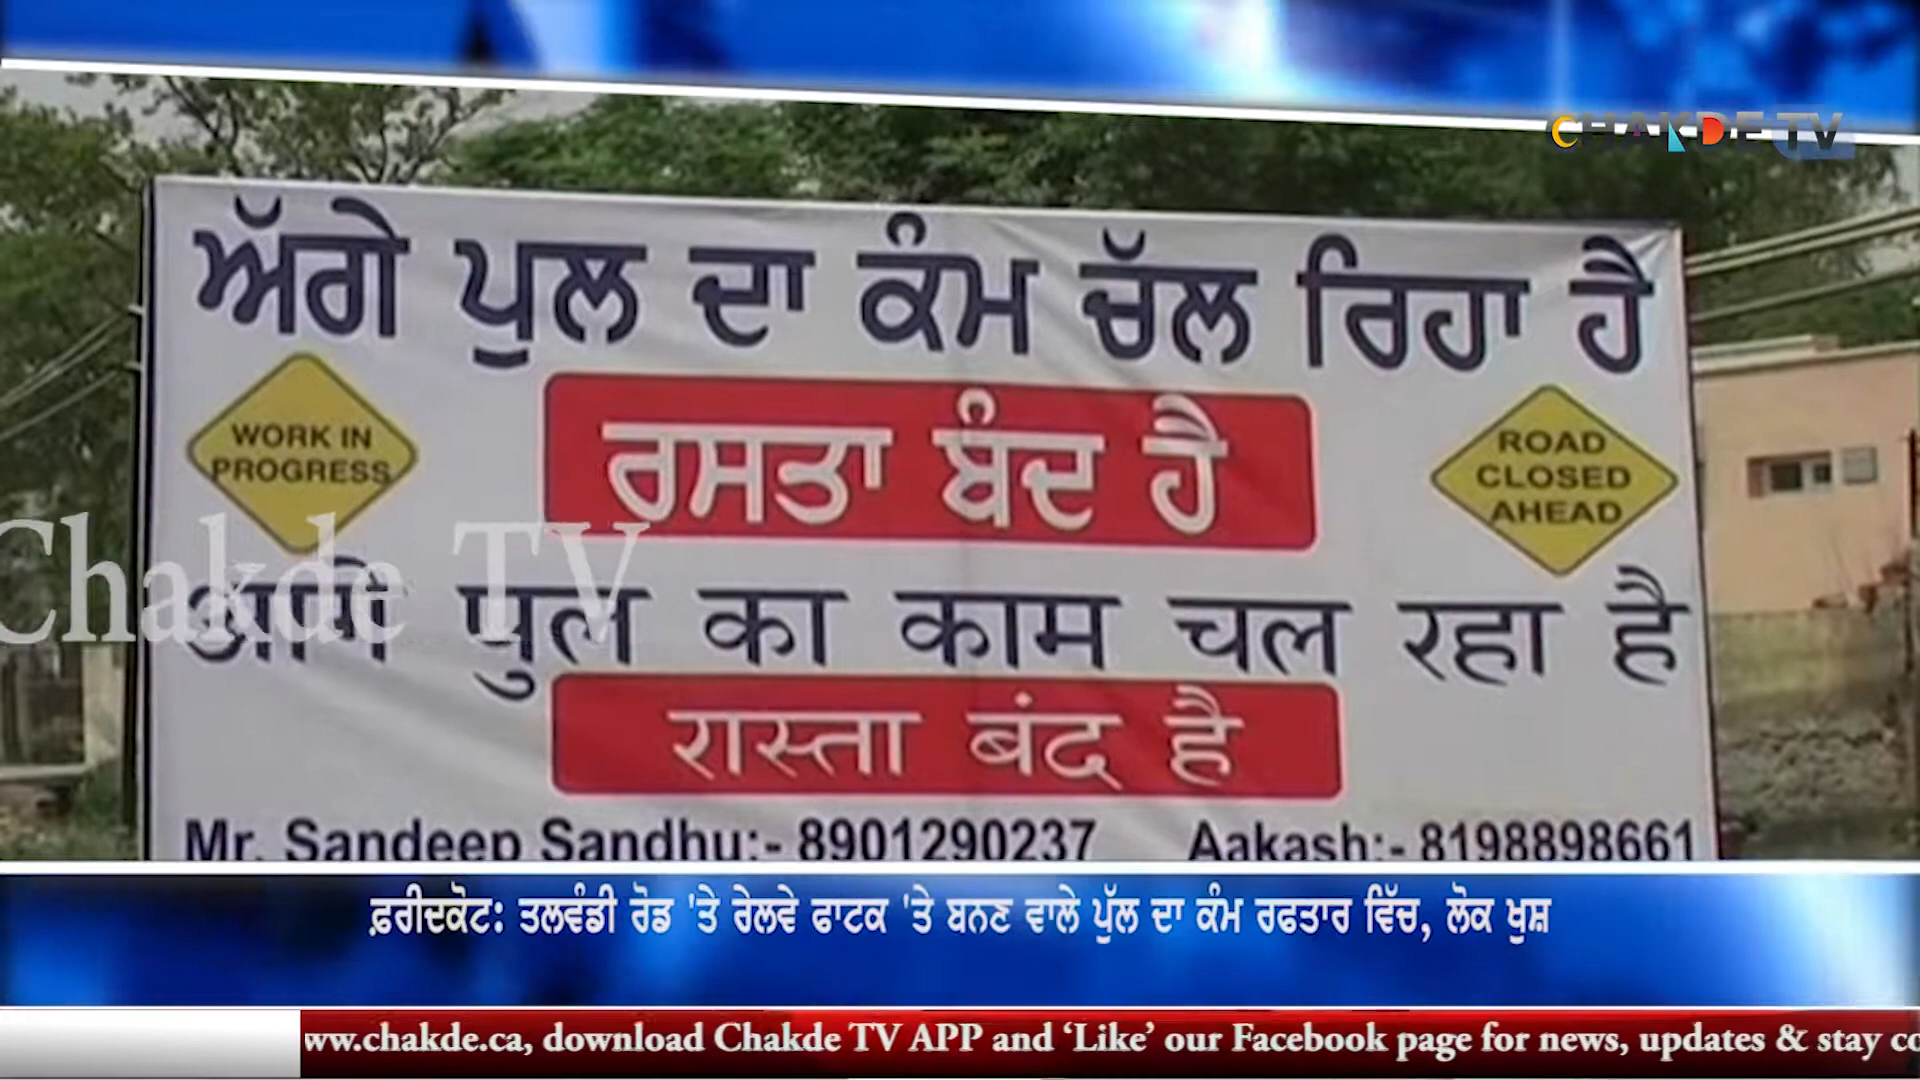 CHAKDE TV
ਅੱਗੇ ਪੁਲ ਦਾ ਕੰਮ ਚੱਲ ਰਿਹਾ ਹੈ
WORK IN
PROGRESS
ਰਸਤਾ ਬੰਦ ਹੈ
ROAD
CLOSED
AHEAD
Chakde TV
आगे पुल का काम चल रहा है
रास्ता बंद है
Mr. Sandeep Sandhu:- 8901290237 Aakash:- 8198898661
ਫ਼ਰੀਦਕੋਟ: ਤਲਵੰਡੀ ਰੋਡ 'ਤੇ ਰੇਲਵੇ ਫਾਟਕ 'ਤੇ ਬਨਣ ਵਾਲੇ ਪੁੱਲ ਦਾ ਕੰਮ ਰਫਤਾਰ ਵਿੱਚ, ਲੋਕ ਖੁਸ਼
ww.chakde.ca, download Chakde TV APP and ‘Like’ our Facebook page for news, updates & stay co